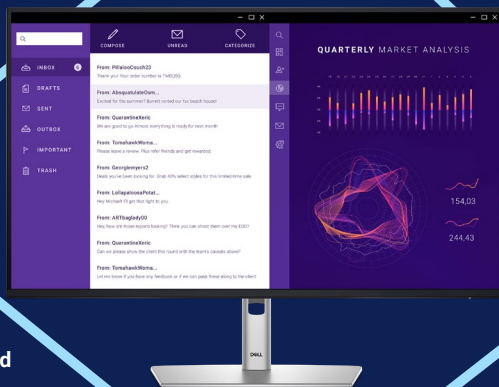 COMPOSE
UNREAS
CATEGORIZE
INBOX
DRAFTS
SENT
OUTBOX
IMPORTANT
TRASH
From: PillalooCouch23
Thank you! Your order number is
From: AbsquatulateOsm...
Excited for the summer? Barrett rented our fav beach house!
From: QuarantineXeric
We are good to go Almost everything is ready for next month
From: TomahawkWoma...
Please leave a review. Plus refer friends and get rewarded.
From: Georgiemyers2
Deals you've been looking for. Grab 40% select styles for this limited time sale
From: LollapaloosaPotat...
Hey Michael! I'll get that right to you.
From: ARTbaglady00
Hey, how are those reports looking? Think you can shoot them over my EOD?
From: QuarantineXeric
Can we please show the client this round with the team's caveats above?
From: TomahawkWoma...
Let me know if you have any feedback or if we can pass these along to the client
QUARTERLY MARKET ANALYSIS
154,03
244,43
DELL
d